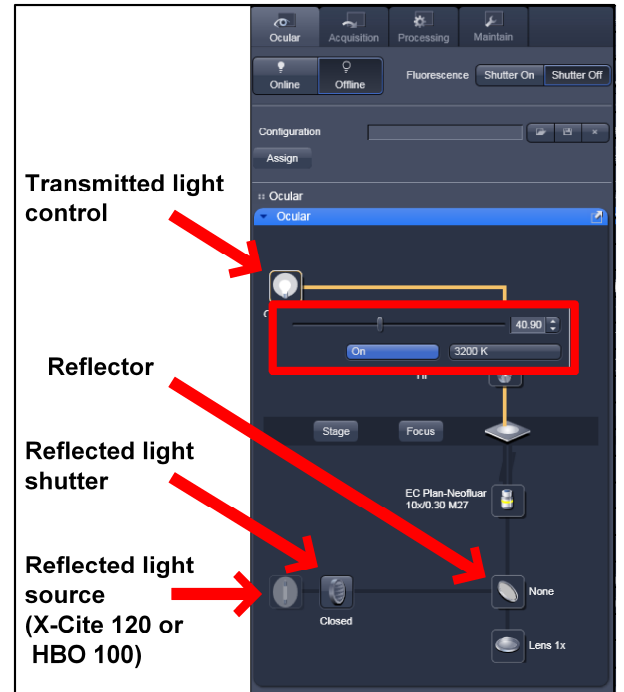 Ocular
Acquisition
Processing
Maintain
Online
Offline
Fluorescence
Shutter On
Shutter Off
Configuration
Assign
Ocular
Ocular
Transmitted light
control
40.90
On
3200 K
Reflector
Stage
Focus
Reflected light
shutter
EC Plan-Neofluar
10x/0.30 M27
Reflected light
source
(X-Cite 120 or
HBO 100)
None
Closed
Lens 1x